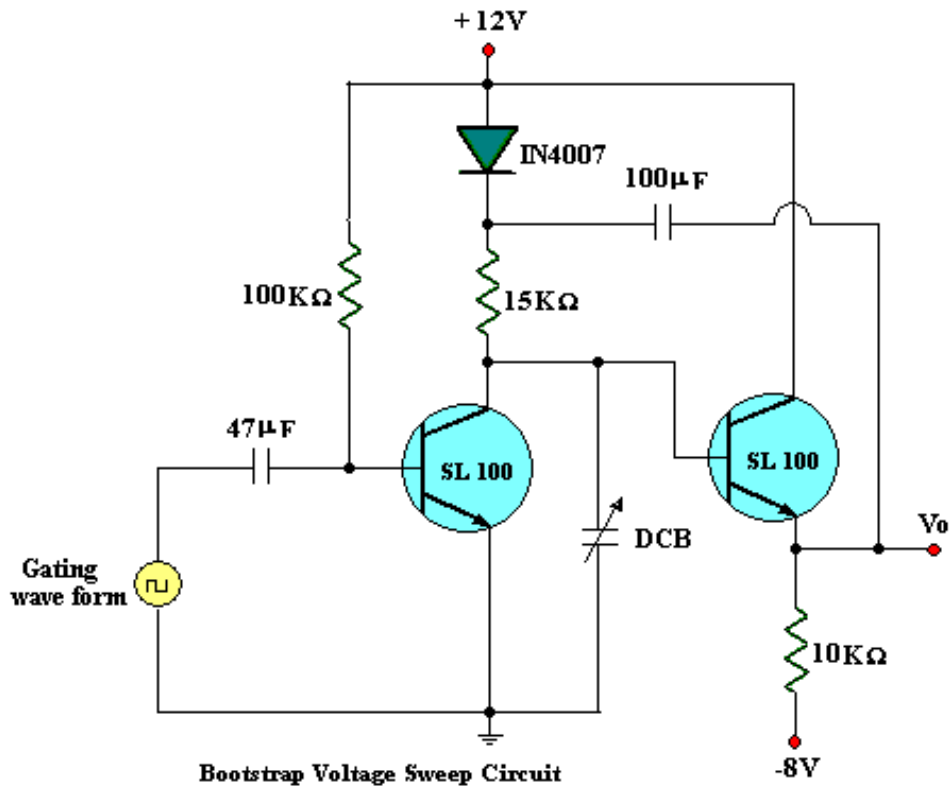 +12V
IN4007
100µF
100KΩ
15KΩ
47µF
SL 100
SL 100
Vo
DCB
Gating
wave form
10KΩ
-8V
Bootstrap Voltage Sweep Circuit